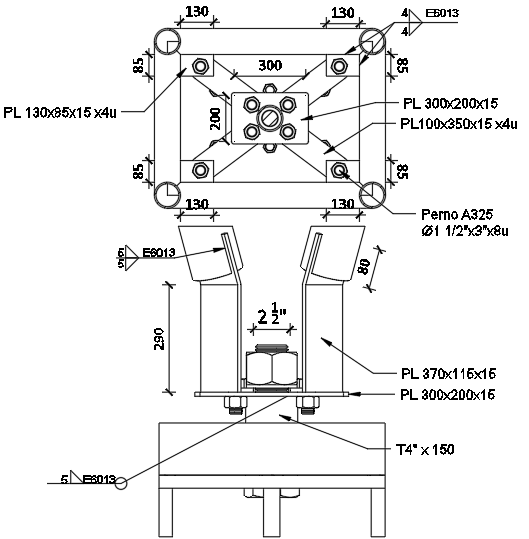 130
130
4
E6013
4
85
300
85
PL 130x85x15 x4u
PL 300x200x15
200
PL100x350x15 x4u
85
85
Perno A325
130
130
Ø1 1/2"x3"x8u
E6013
80
2 1/2"
290
PL 370x115x15
PL 300x200x15
T4" x 150
5
E6013